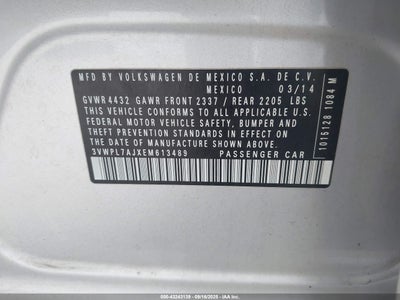 MFD BY VOLKSWAGEN DE MEXICO S.A. DE C.V.
MEXICO 03/14
GVWR 4432 GAWR FRONT 2337 / REAR 2205 LBS
THIS VEHICLE CONFORMS TO ALL APPLICABLE U.S.
FEDERAL MOTOR VEHICLE SAFETY, BUMPER AND
THEFT PREVENTION STANDARDS IN EFFECT ON
THE DATE OF MANUFACTURE SHOWN ABOVE.
3VWPL7AJXEM613489 PASSENGER CAR
1015128 1084 M